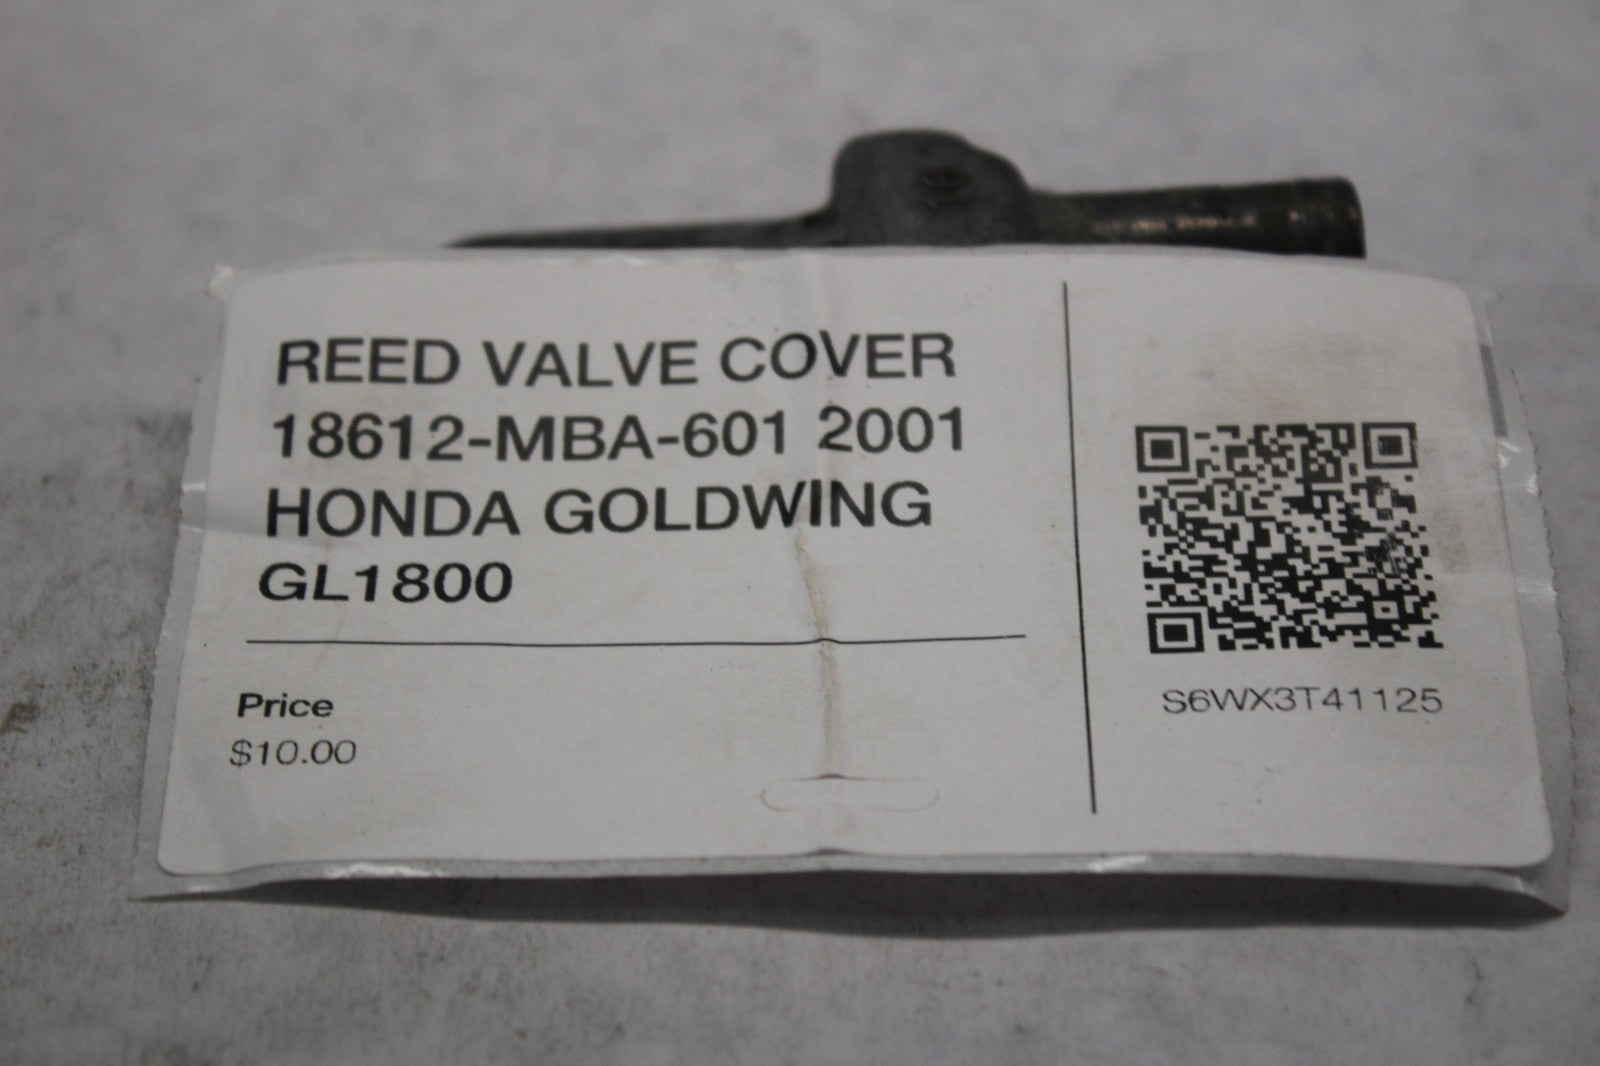 REED VALVE COVER
18612-MBA-601 2001
HONDA GOLDWING
GL1800
Price
$10.00
S6WX3T41125